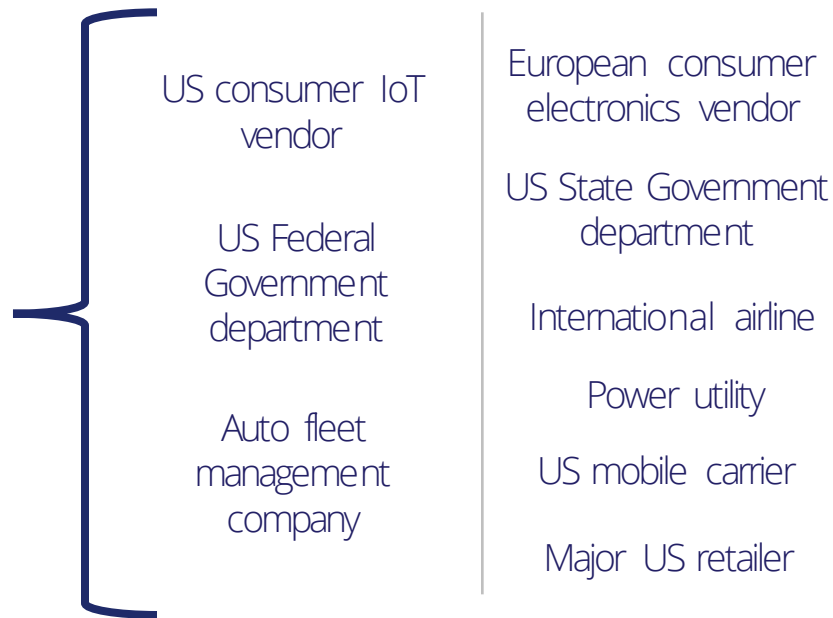 US consumer IoT
vendor
US Federal
Government
department
Auto fleet
management
company
European consumer
electronics vendor
US State Government
department
International airline
Power utility
US mobile carrier
Major US retailer